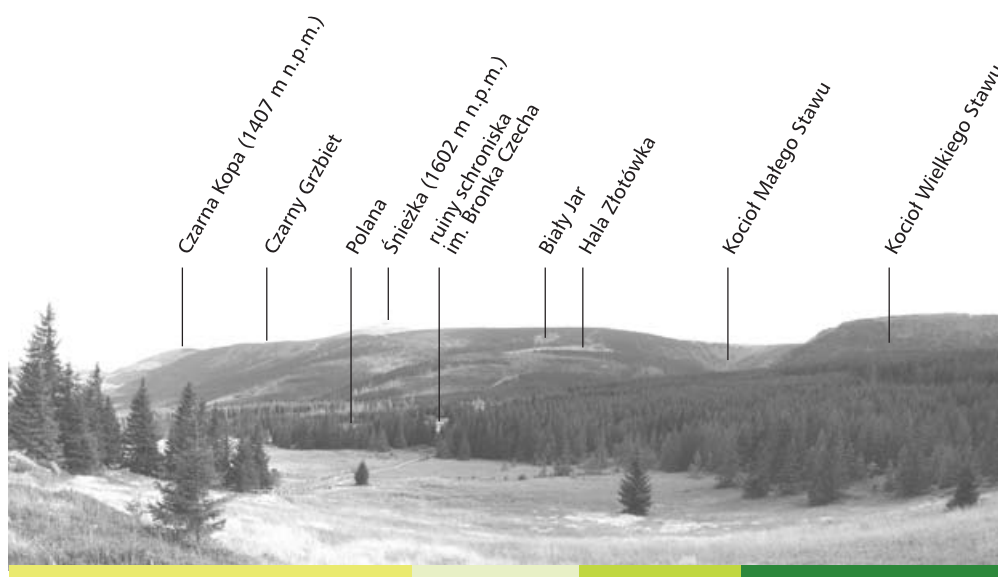 Czarna Kopa (1407 m n.p.m.)
Czarny Grzbiet
Polana
Śnieżka (1602 m n.p.m.)
ruiny schroniska
im. Bronka Czecha
Biały Jar
Hala Złotówka
Kocioł Małego Stawu
Kocioł Wielkiego Stawu